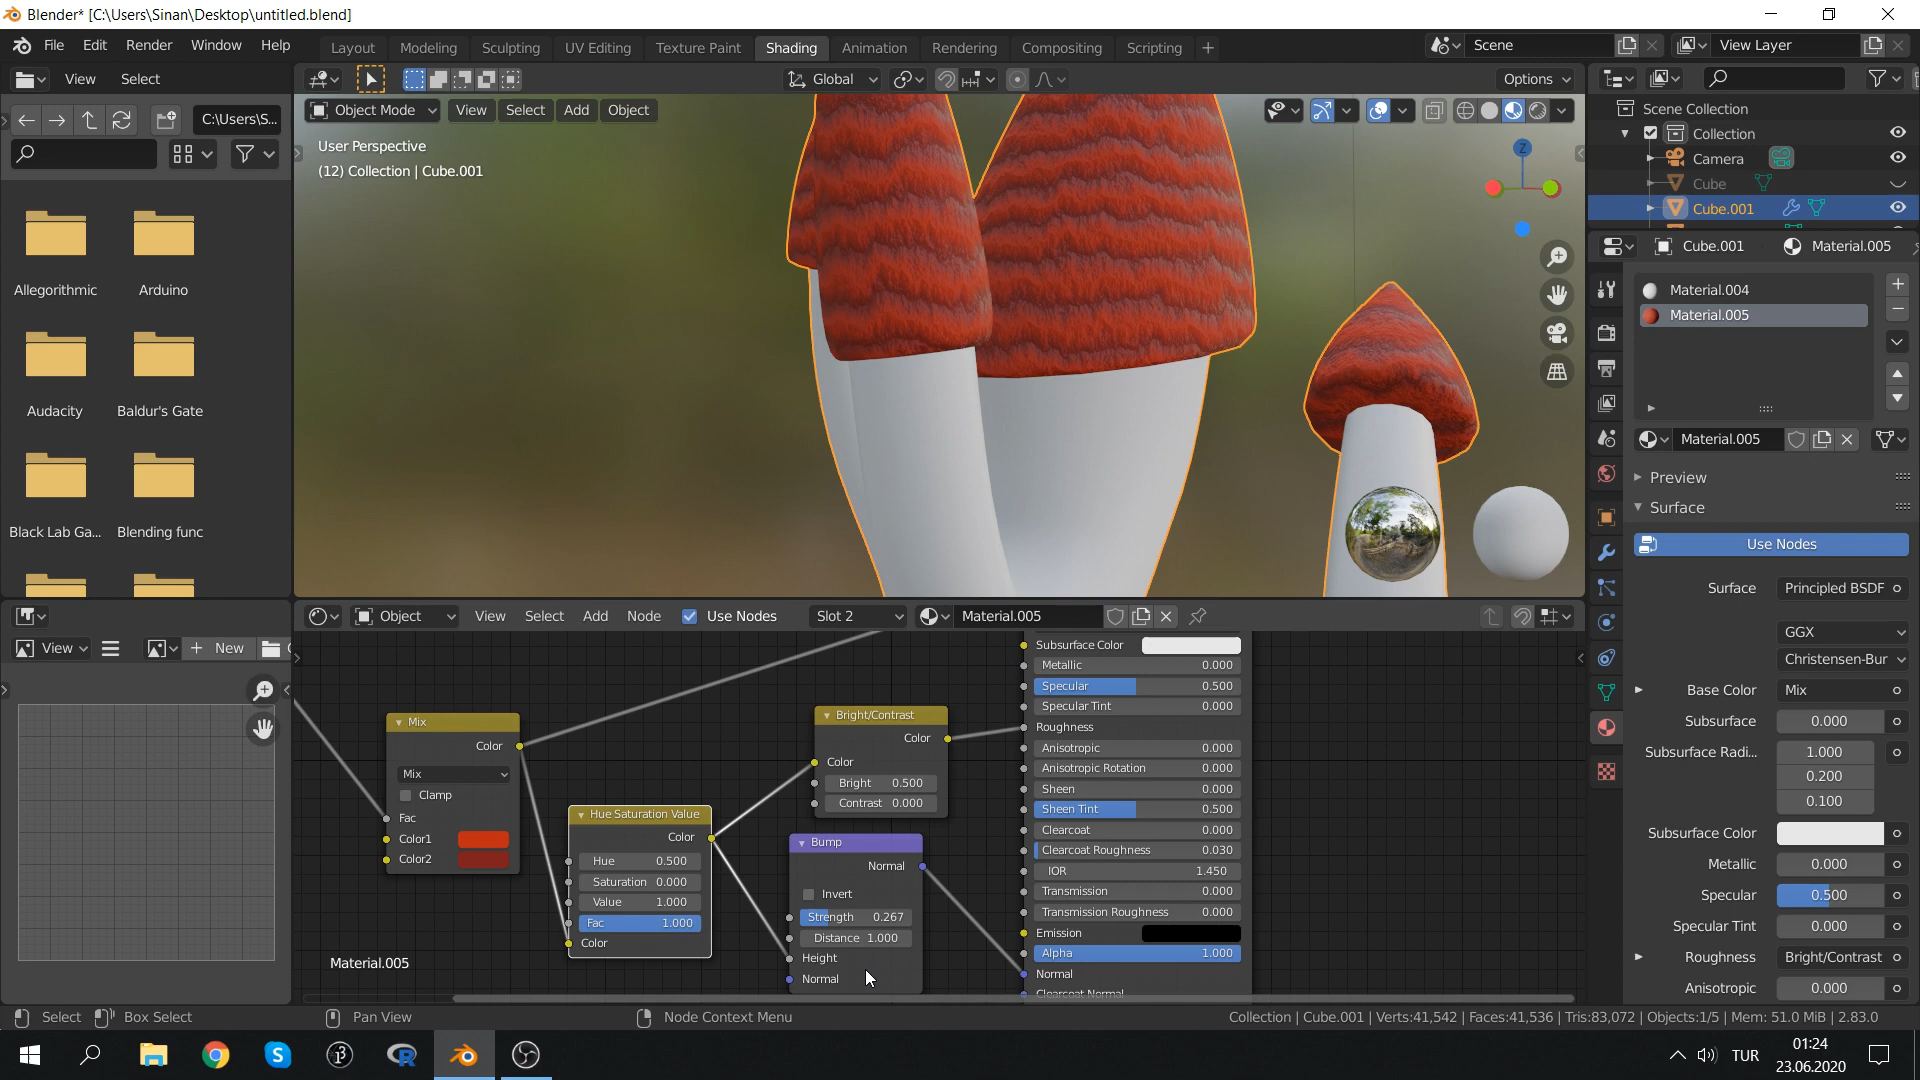 Blender* [C:\Users\Sinan\Desktop\untitled.blend]
File Edit Render Window Help
Layout Modeling Sculpting UV Editing Texture Paint Shading Animation Rendering Compositing Scripting +
Scene
View Layer
View Select
Global
Options
C:\Users\S...
Object Mode View Select Add Object
User Perspective
(12) Collection | Cube.001
Z
Allegorithmic
Arduino
Audacity
Baldur's Gate
Black Lab Ga...
Blending func
Scene Collection
Collection
Camera
Cube
Cube.001
Cube.001
Material.005
Material.004
Material.005
Material.005
Preview
Surface
Use Nodes
Surface Principled BSDF
GGX
Christensen-Bur
Base Color Mix
Subsurface 0.000
Subsurface Radi... 1.000
0.200
0.100
Subsurface Color
Metallic 0.000
Specular 0.500
Specular Tint 0.000
Roughness Bright/Contrast
Anisotropic 0.000
Object View Select Add Node Use Nodes Slot 2 Material.005
View
New
Mix
Color
Mix
Clamp
Fac
Color1
Color2
Hue Saturation Value
Color
Hue 0.500
Saturation 0.000
Value 1.000
Fac 1.000
Color
Bright/Contrast
Color
Color
Bright 0.500
Contrast 0.000
Bump
Normal
Invert
Strength 0.267
Distance 1.000
Height
Normal
Subsurface Color
Metallic 0.000
Specular 0.500
Specular Tint 0.000
Roughness
Anisotropic 0.000
Anisotropic Rotation 0.000
Sheen 0.000
Sheen Tint 0.500
Clearcoat 0.000
Clearcoat Roughness 0.030
IOR 1.450
Transmission 0.000
Transmission Roughness 0.000
Emission
Alpha 1.000
Normal
Clearcoat Normal
Material.005
Select Box Select Pan View Node Context Menu
Collection | Cube.001 | Verts:41,542 | Faces:41,536 | Tris:83,072 | Objects:1/5 | Mem: 51.0 MiB | 2.83.0
TUR
01:24
23.06.2020